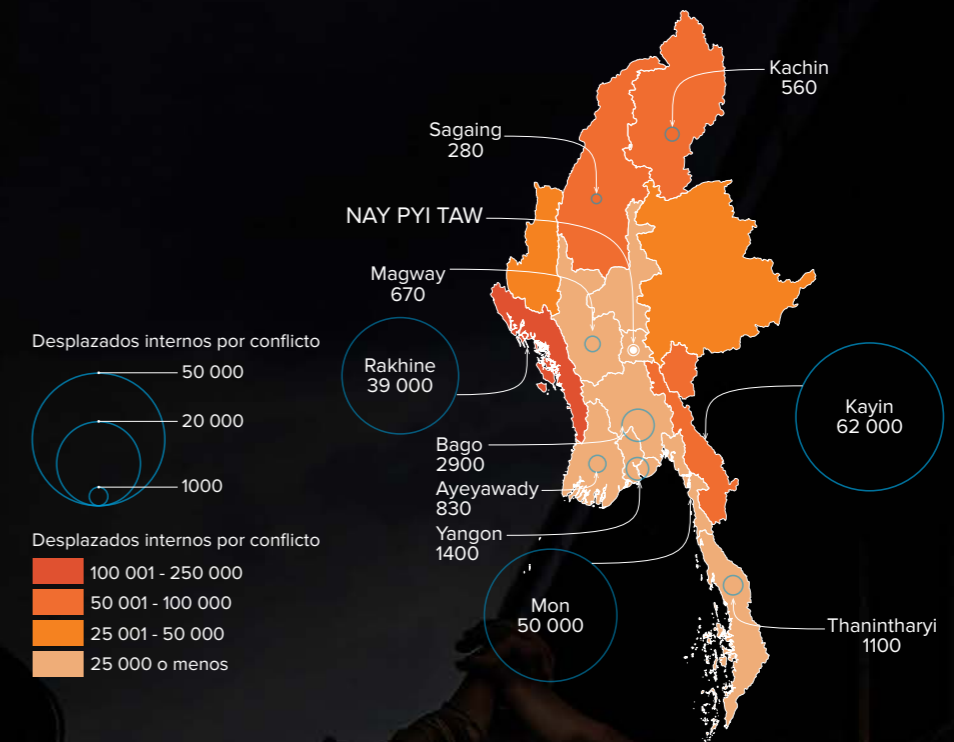 Kachin
560
Sagaing
280
NAY PYI TAW
Magway
670
Desplazados internos por conflicto
50 000
20 000
1000
Rakhine
39 000
Kayin
62 000
Bago
2900
Ayeyawady
830
Yangon
1400
Desplazados internos por conflicto
100 001 - 250 000
50 001 - 100 000
25 001 - 50 000
25 000 o menos
Mon
50 000
Thanintharyi
1100